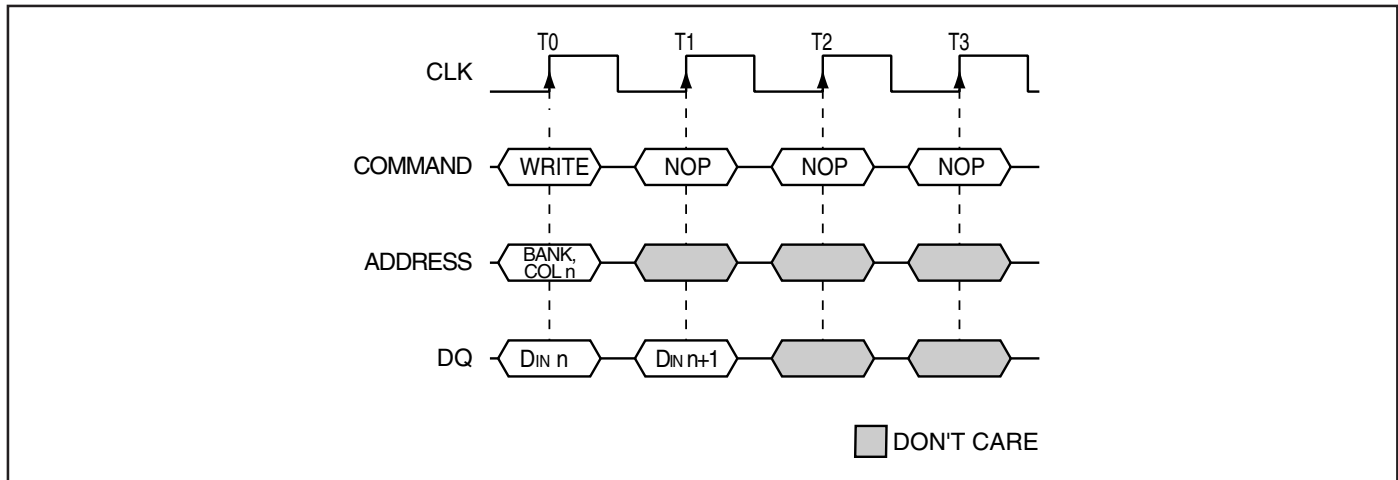 T0 T1 T2 T3
CLK
COMMAND WRITE NOP NOP NOP
ADDRESS BANK,
COL n
DQ DIN n DIN n+1
DON'T CARE